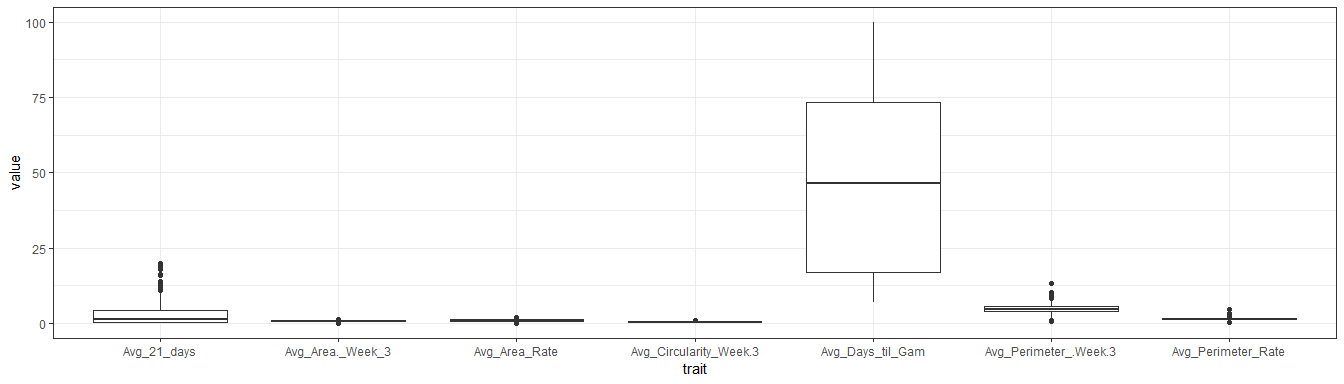 100
75
50
25
0
value
Avg_21_days
Avg_Area._Week_3
Avg_Area_Rate
Avg_Circularity_Week.3
Avg_Days_til_Gam
Avg_Perimeter_.Week.3
Avg_Perimeter_Rate
trait